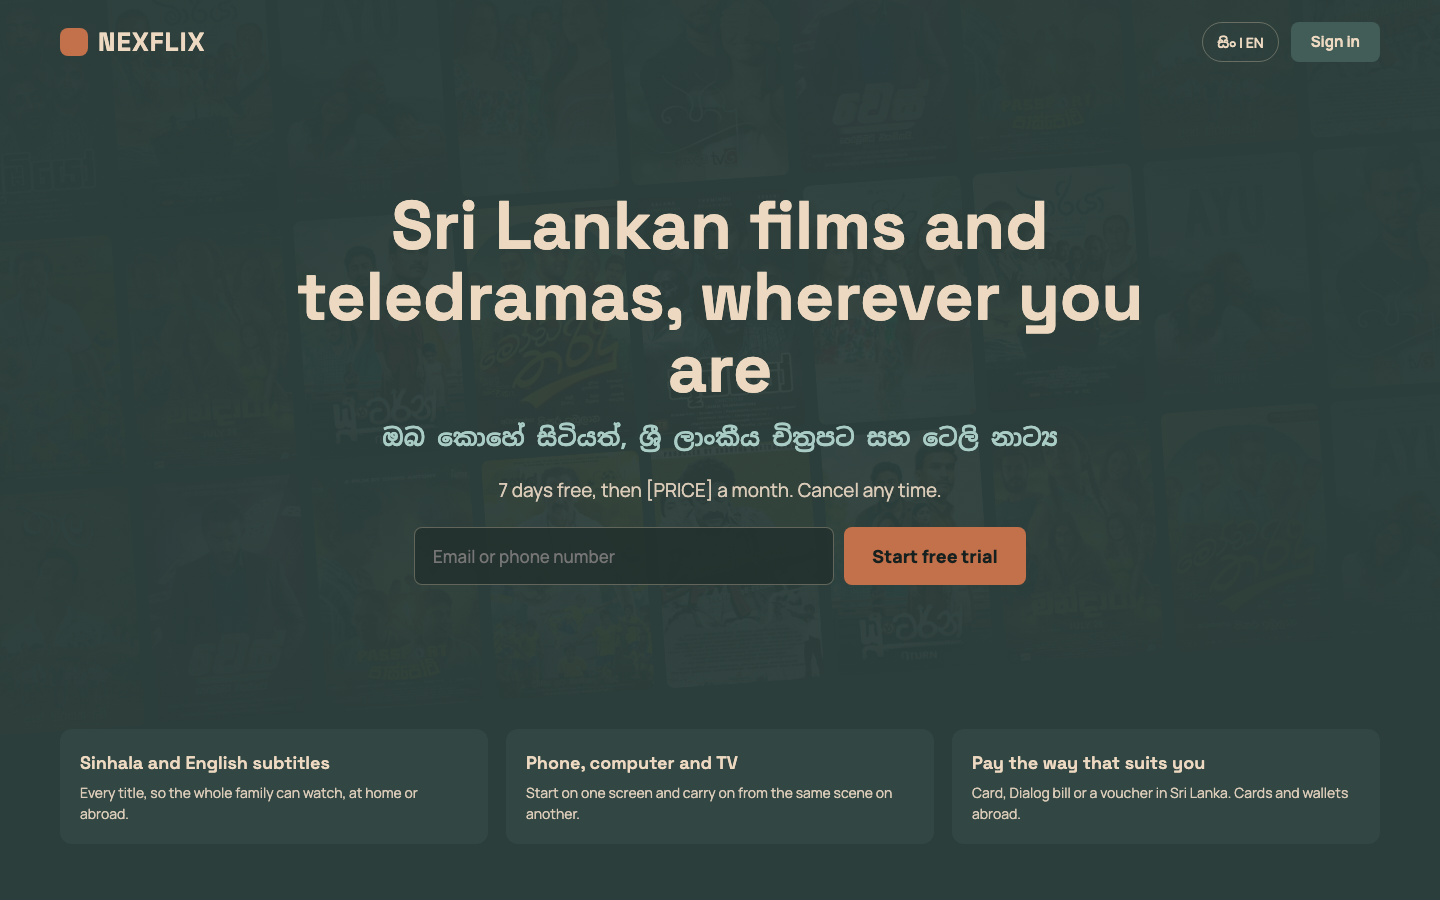 NEXFLIX
සිං | EN
Sign in
Sri Lankan films and
teledramas, wherever you
are
ඔබ කොහේ සිටියත්, ශ්‍රී ලාංකීය චිත්‍රපට සහ ටෙලි නාට්‍ය
7 days free, then [PRICE] a month. Cancel any time.
Email or phone number
Start free trial
Sinhala and English subtitles
Every title, so the whole family can watch, at home or
abroad.
Phone, computer and TV
Start on one screen and carry on from the same scene on
another.
Pay the way that suits you
Card, Dialog bill or a voucher in Sri Lanka. Cards and wallets
abroad.